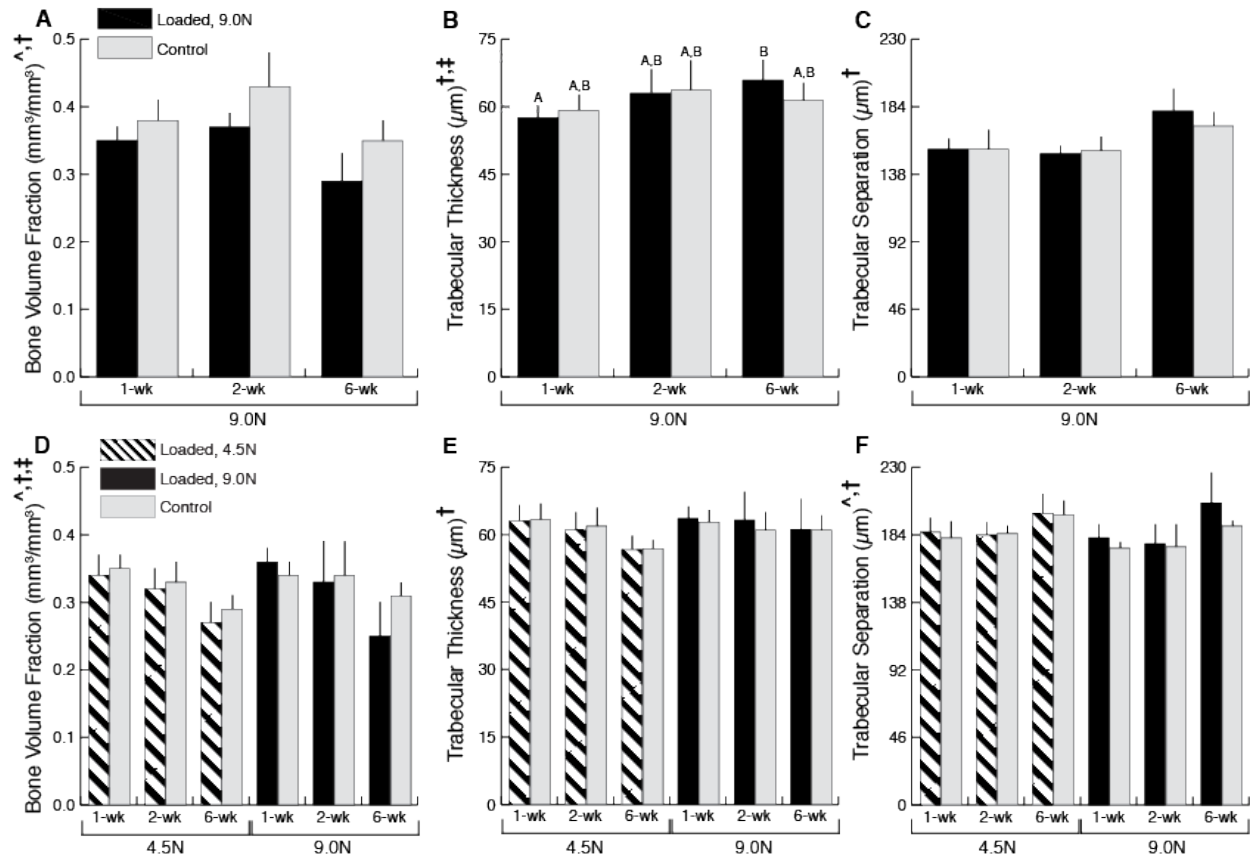 A
Loaded, 9.0N
Control
Bone Volume Fraction (mm³/mm³)^,†
0.5
0.4
0.3
0.2
0.1
0.0
1-wk 2-wk 6-wk
9.0N
B
Trabecular Thickness (µm)†,‡
75
60
45
30
15
0
A A,B A,B A,B B A,B
1-wk 2-wk 6-wk
9.0N
C
Trabecular Separation (µm)†
230
184
138
92
46
0
1-wk 2-wk 6-wk
9.0N
D
Loaded, 4.5N
Loaded, 9.0N
Control
Bone Volume Fraction (mm³/mm³)^,†,‡
0.5
0.4
0.3
0.2
0.1
0.0
1-wk 2-wk 6-wk 1-wk 2-wk 6-wk
4.5N 9.0N
E
Trabecular Thickness (µm)†
75
60
45
30
15
0
1-wk 2-wk 6-wk 1-wk 2-wk 6-wk
4.5N 9.0N
F
Trabecular Separation (µm)^,†
230
184
138
92
46
0
1-wk 2-wk 6-wk 1-wk 2-wk 6-wk
4.5N 9.0N